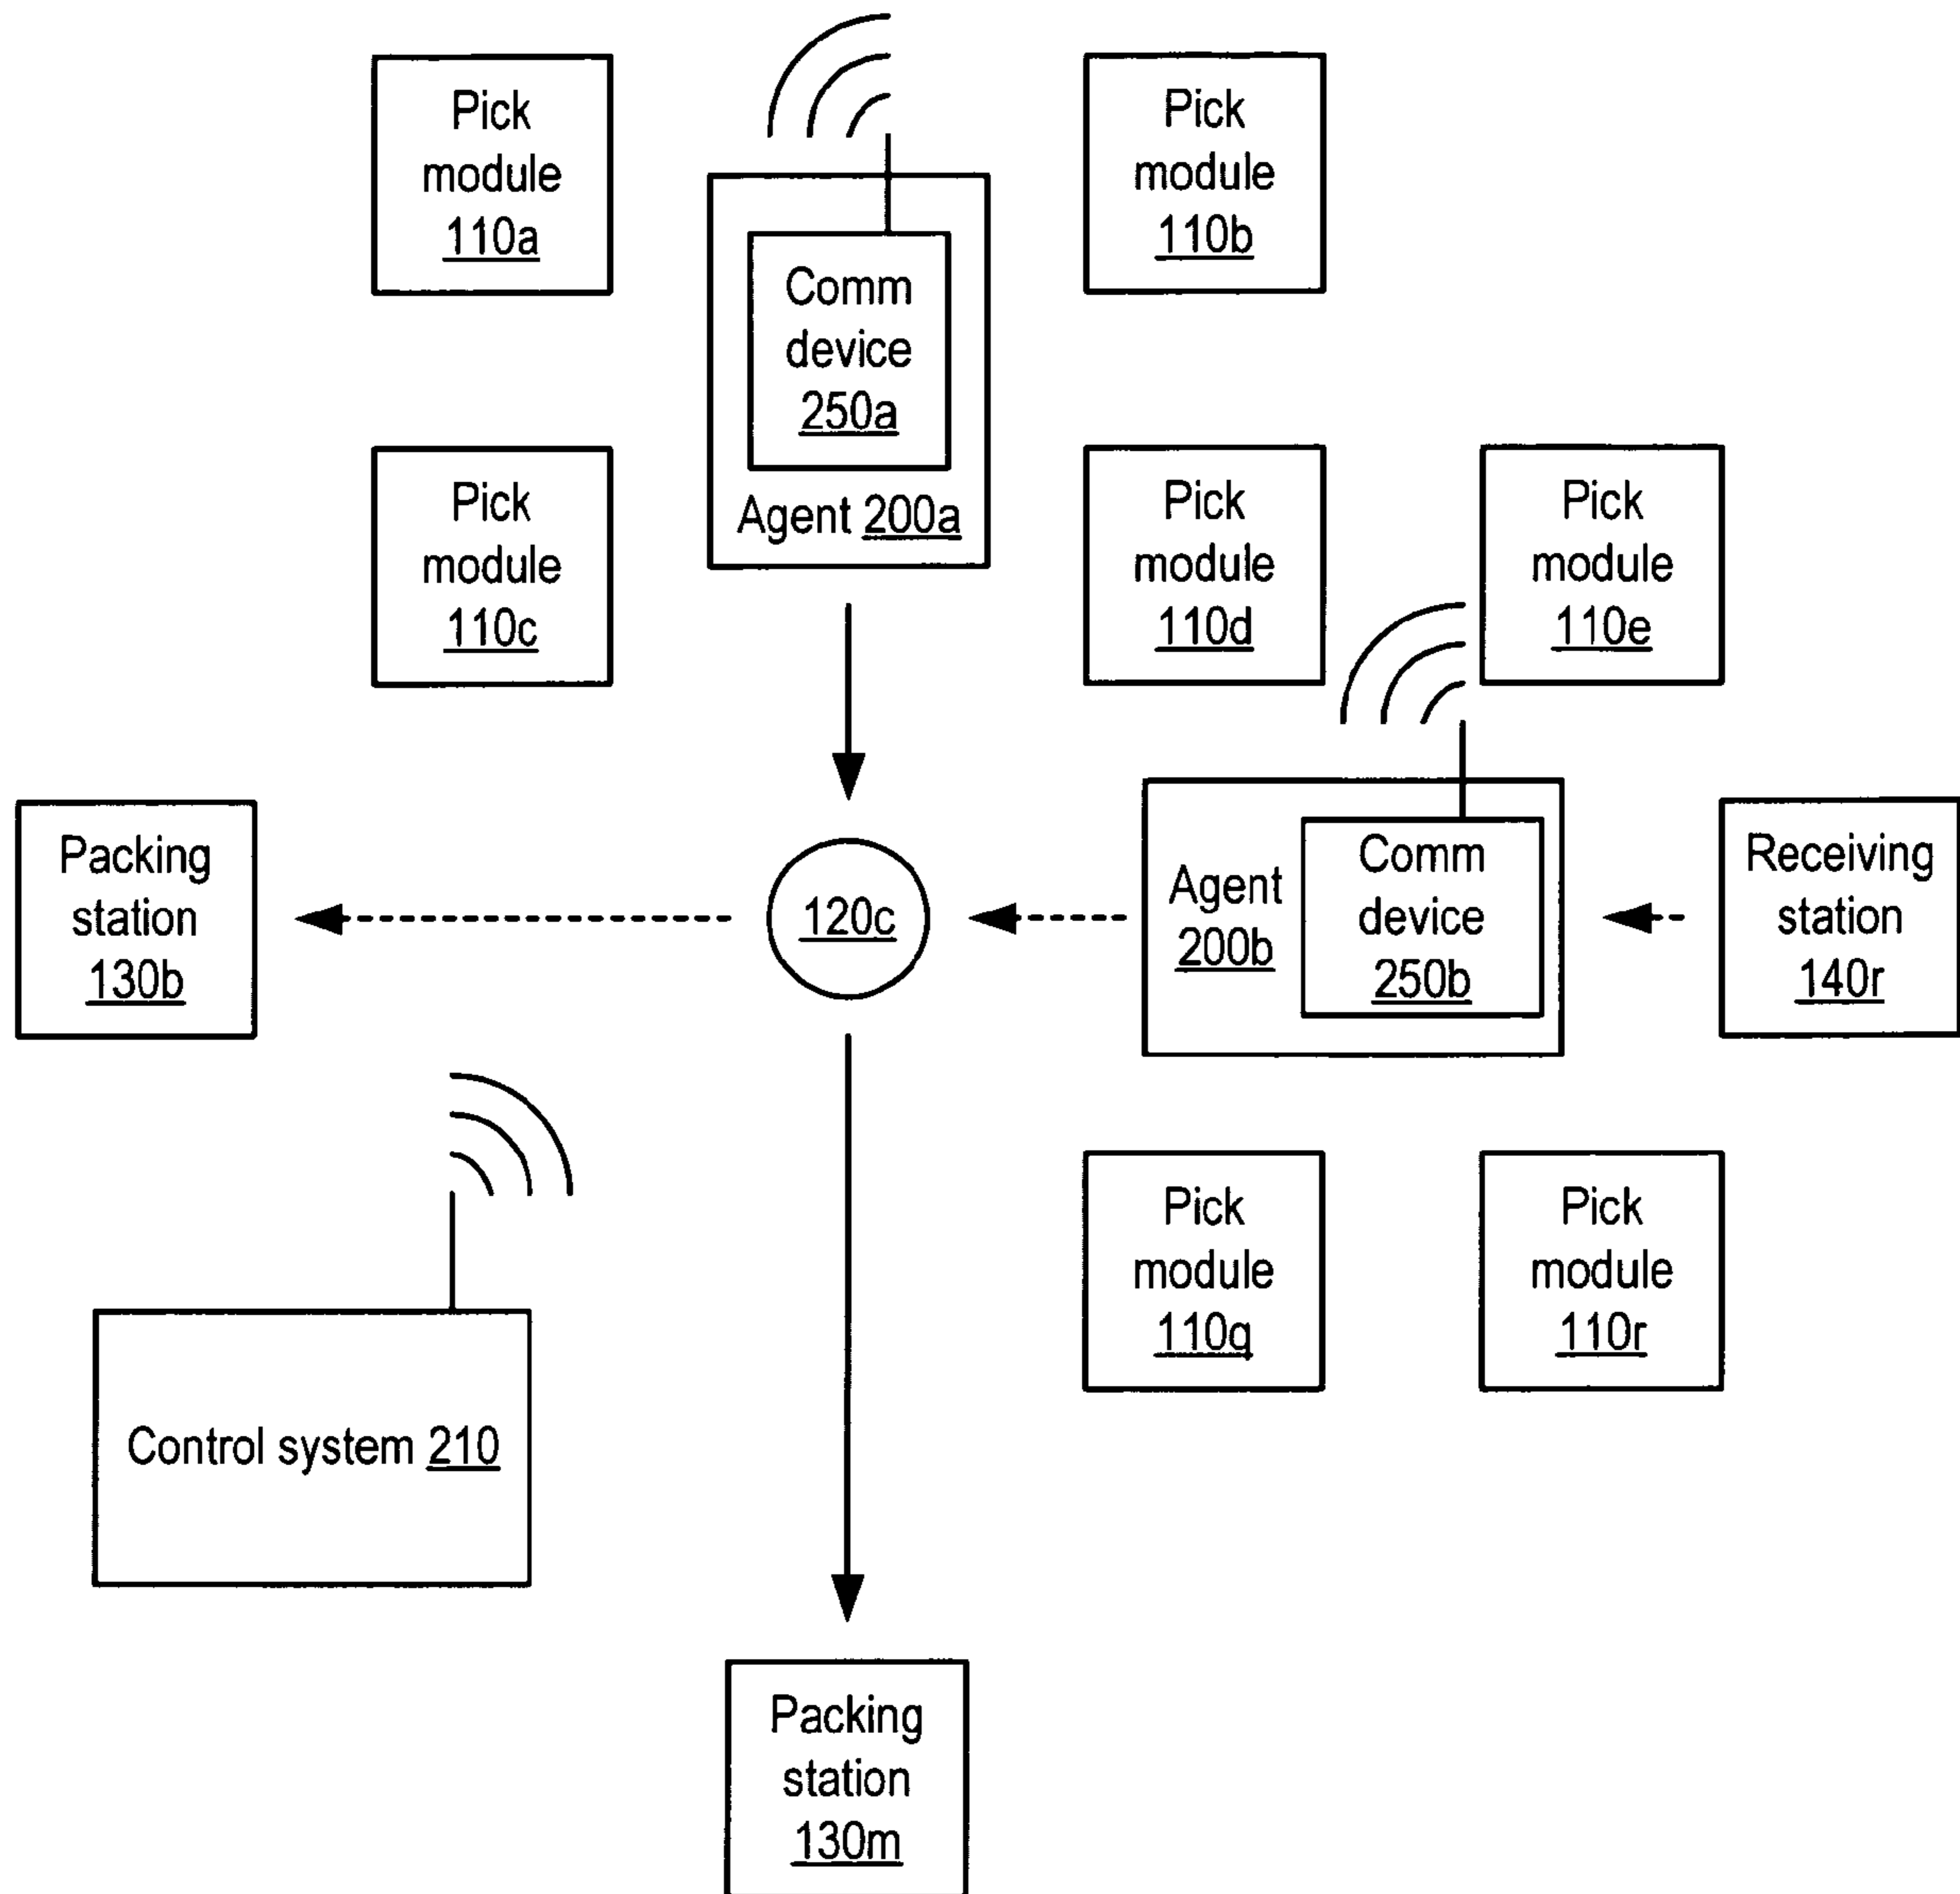 Pick
module
110a
Pick
module
110b
Comm
device
250a
Agent 200a
Pick
module
110c
Pick
module
110d
Pick
module
110e
Packing
station
130b
120c
Agent
200b
Comm
device
250b
Receiving
station
140r
Pick
module
110q
Pick
module
110r
Control system 210
Packing
station
130m